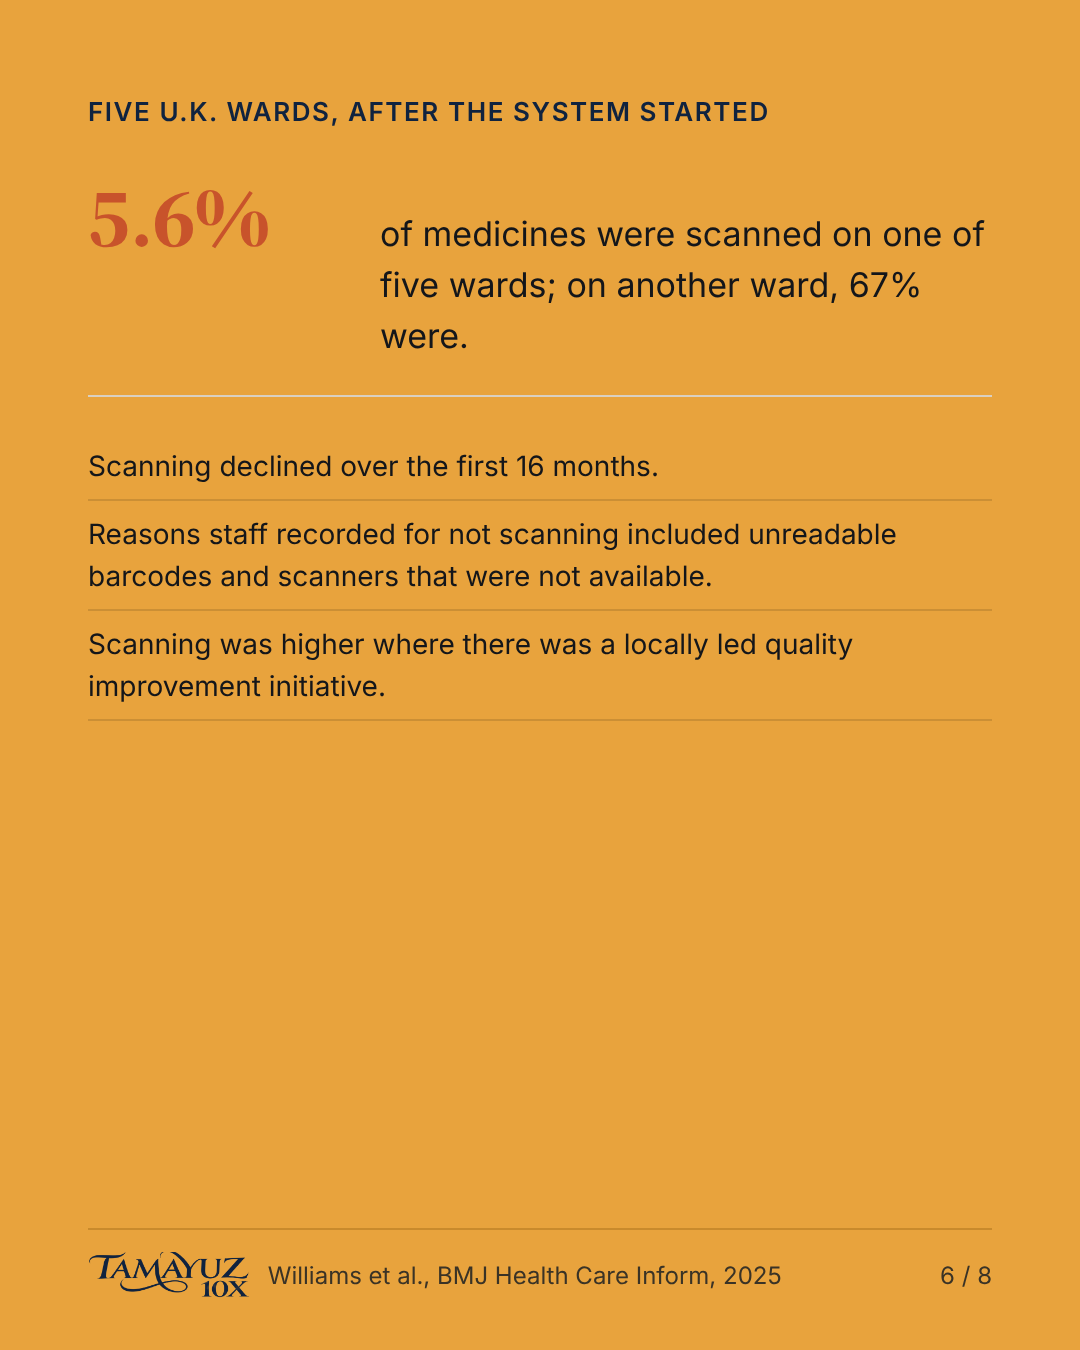 FIVE U.K. WARDS, AFTER THE SYSTEM STARTED
5.6%
of medicines were scanned on one of
five wards; on another ward, 67%
were.
Scanning declined over the first 16 months.
Reasons staff recorded for not scanning included unreadable
barcodes and scanners that were not available.
Scanning was higher where there was a locally led quality
improvement initiative.
TAMAYUZ
10X
Williams et al., BMJ Health Care Inform, 2025
6 / 8